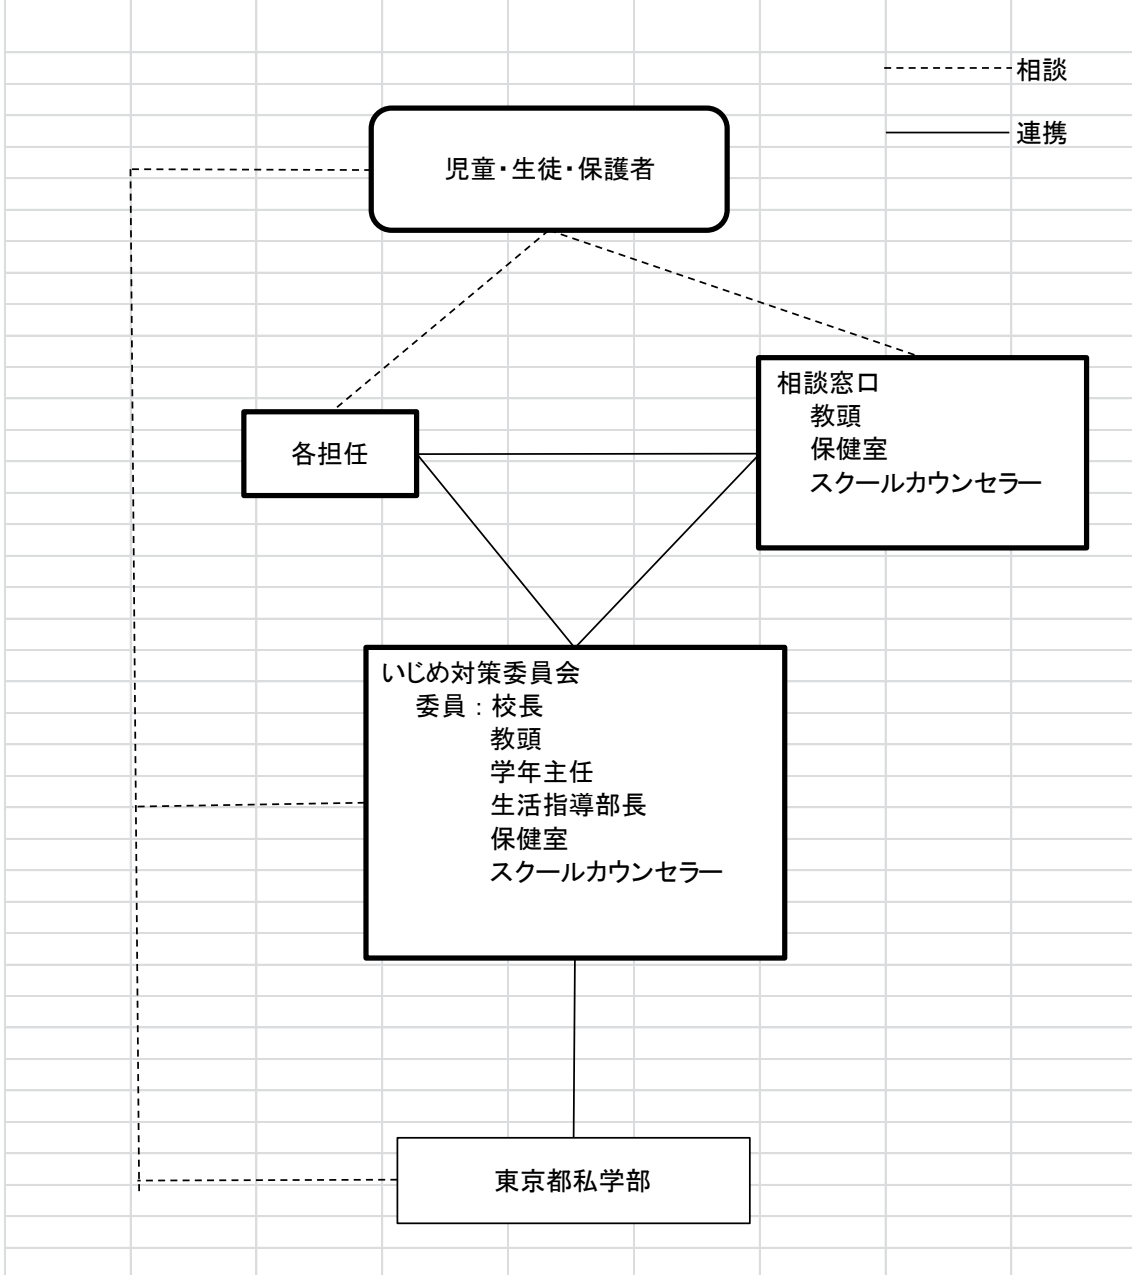 相談
連携
児童・生徒・保護者
相談窓口
教頭
保健室
スクールカウンセラー
各担任
いじめ対策委員会
委員：校長
教頭
学年主任
生活指導部長
保健室
スクールカウンセラー
東京都私学部